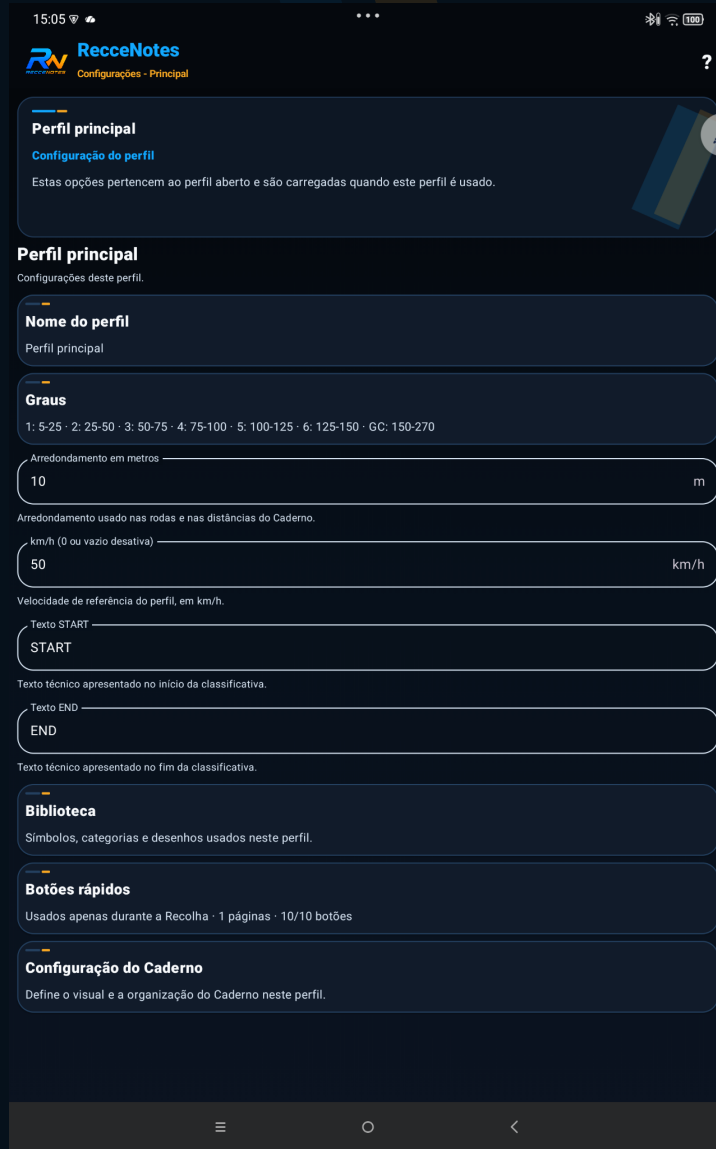 15:05
100
RecceNotes
RN
RECCENOTES
Configurações - Principal
?
Perfil principal
Configuração do perfil
Estas opções pertencem ao perfil aberto e são carregadas quando este perfil é usado.
Perfil principal
Configurações deste perfil.
Nome do perfil
Perfil principal
Graus
1: 5-25 · 2: 25-50 · 3: 50-75 · 4: 75-100 · 5: 100-125 · 6: 125-150 · GC: 150-270
Arredondamento em metros
10 m
Arredondamento usado nas rodas e nas distâncias do Caderno.
km/h (0 ou vazio desativa)
50 km/h
Velocidade de referência do perfil, em km/h.
Texto START
START
Texto técnico apresentado no início da classificativa.
Texto END
END
Texto técnico apresentado no fim da classificativa.
Biblioteca
Símbolos, categorias e desenhos usados neste perfil.
Botões rápidos
Usados apenas durante a Recolha · 1 páginas · 10/10 botões
Configuração do Caderno
Define o visual e a organização do Caderno neste perfil.